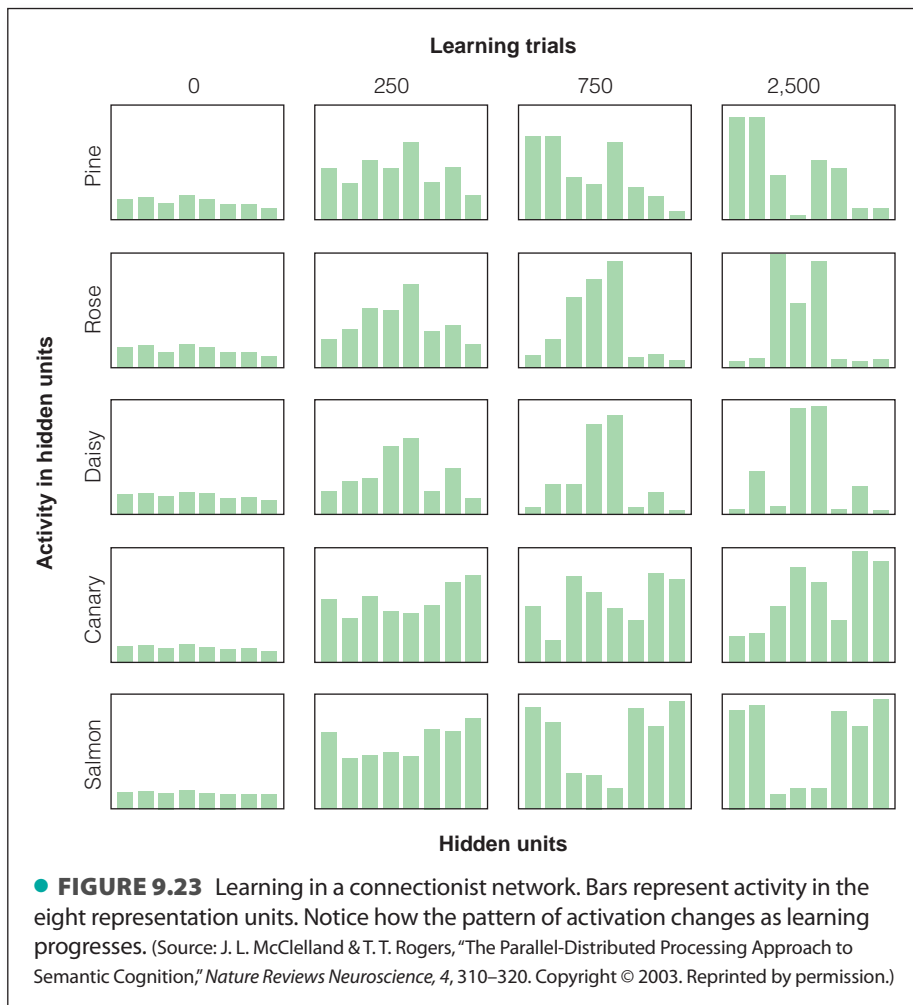 Learning trials
0 250 750 2,500
Pine
Rose
Daisy
Canary
Salmon
Activity in hidden units
Hidden units
● FIGURE 9.23 Learning in a connectionist network. Bars represent activity in the
eight representation units. Notice how the pattern of activation changes as learning
progresses. (Source: J. L. McClelland & T. T. Rogers, “The Parallel-Distributed Processing Approach to
Semantic Cognition,” Nature Reviews Neuroscience, 4, 310–320. Copyright © 2003. Reprinted by permission.)